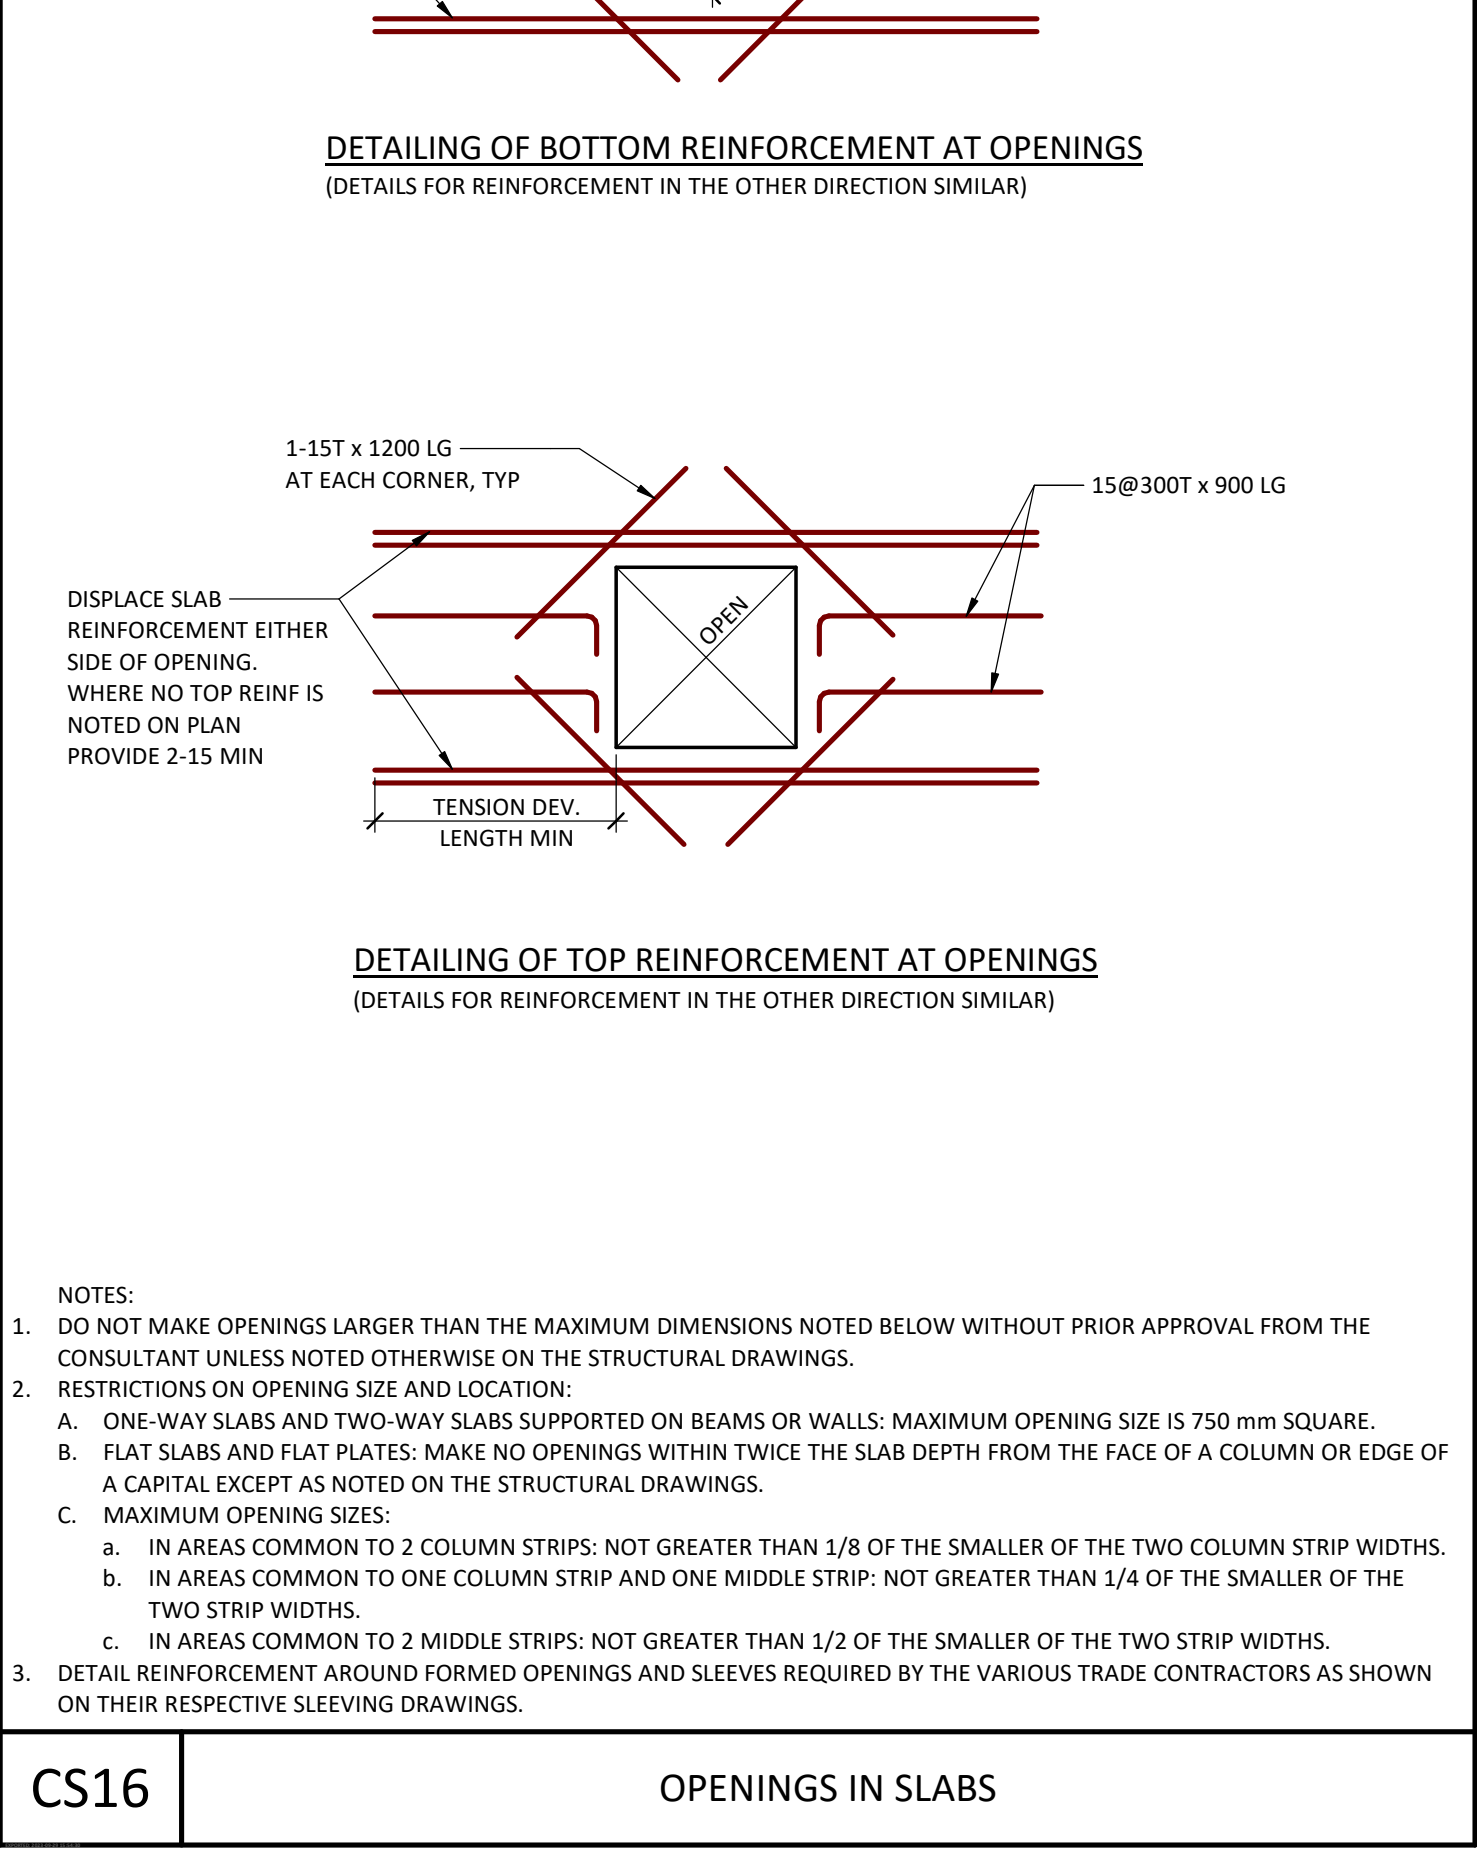 DETAILING OF BOTTOM REINFORCEMENT AT OPENINGS
(DETAILS FOR REINFORCEMENT IN THE OTHER DIRECTION SIMILAR)
1-15T x 1200 LG
AT EACH CORNER, TYP
15@300T x 900 LG
DISPLACE SLAB
REINFORCEMENT EITHER
SIDE OF OPENING.
WHERE NO TOP REINF IS
NOTED ON PLAN
PROVIDE 2-15 MIN
OPEN
TENSION DEV.
LENGTH MIN
DETAILING OF TOP REINFORCEMENT AT OPENINGS
(DETAILS FOR REINFORCEMENT IN THE OTHER DIRECTION SIMILAR)
NOTES:
1. DO NOT MAKE OPENINGS LARGER THAN THE MAXIMUM DIMENSIONS NOTED BELOW WITHOUT PRIOR APPROVAL FROM THE
CONSULTANT UNLESS NOTED OTHERWISE ON THE STRUCTURAL DRAWINGS.
2. RESTRICTIONS ON OPENING SIZE AND LOCATION:
A. ONE-WAY SLABS AND TWO-WAY SLABS SUPPORTED ON BEAMS OR WALLS: MAXIMUM OPENING SIZE IS 750 mm SQUARE.
B. FLAT SLABS AND FLAT PLATES: MAKE NO OPENINGS WITHIN TWICE THE SLAB DEPTH FROM THE FACE OF A COLUMN OR EDGE OF
A CAPITAL EXCEPT AS NOTED ON THE STRUCTURAL DRAWINGS.
C. MAXIMUM OPENING SIZES:
a. IN AREAS COMMON TO 2 COLUMN STRIPS: NOT GREATER THAN 1/8 OF THE SMALLER OF THE TWO COLUMN STRIP WIDTHS.
b. IN AREAS COMMON TO ONE COLUMN STRIP AND ONE MIDDLE STRIP: NOT GREATER THAN 1/4 OF THE SMALLER OF THE
TWO STRIP WIDTHS.
c. IN AREAS COMMON TO 2 MIDDLE STRIPS: NOT GREATER THAN 1/2 OF THE SMALLER OF THE TWO STRIP WIDTHS.
3. DETAIL REINFORCEMENT AROUND FORMED OPENINGS AND SLEEVES REQUIRED BY THE VARIOUS TRADE CONTRACTORS AS SHOWN
ON THEIR RESPECTIVE SLEEVING DRAWINGS.
CS16
OPENINGS IN SLABS